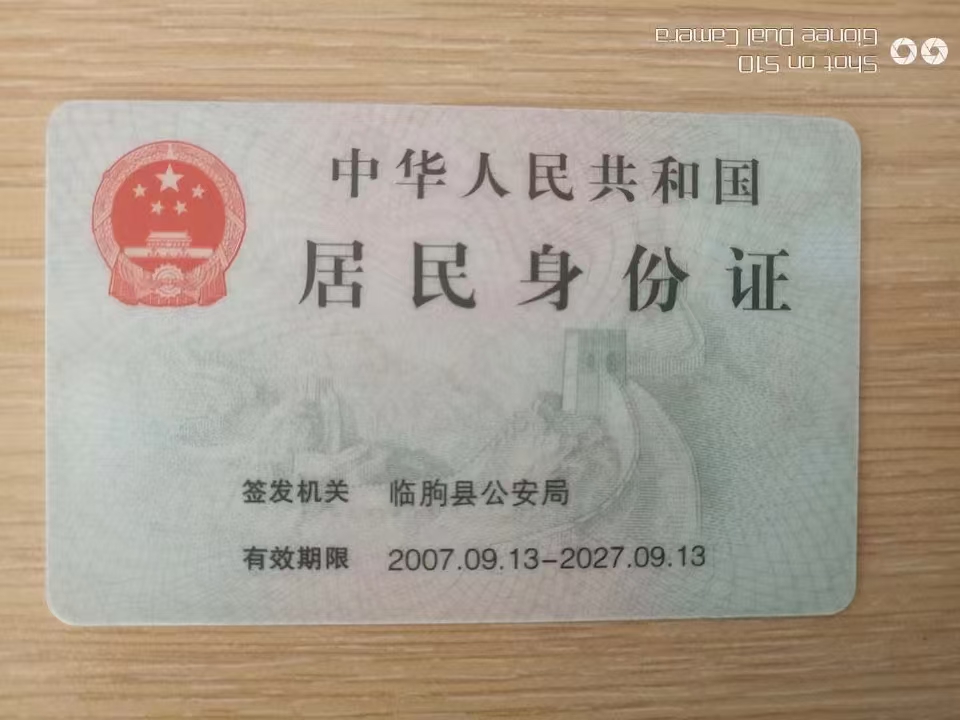 Shot on S10
Gionee Dual Camera
中华人民共和国
居民身份证
签发机关 临朐县公安局
有效期限 2007.09.13-2027.09.13